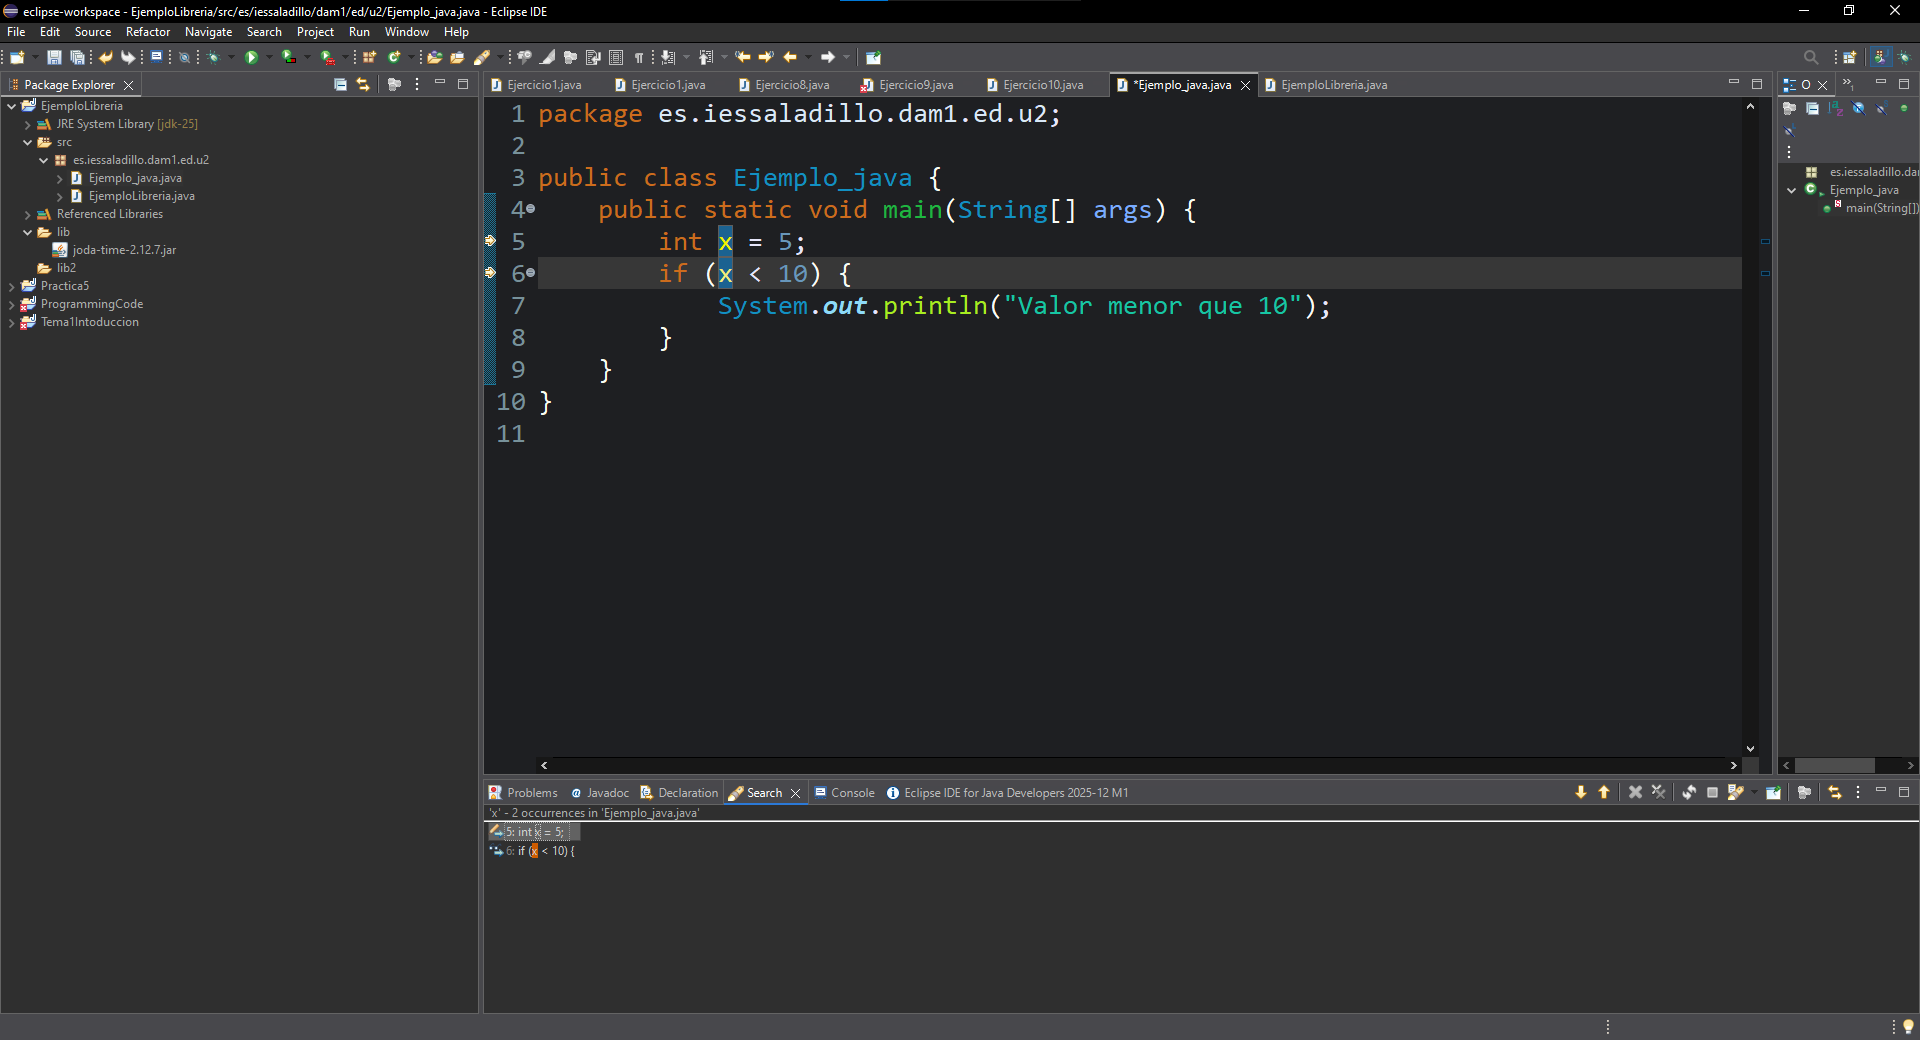 eclipse-workspace - EjemploLibreria/src/es/iessaladillo/dam1/ed/u2/Ejemplo_java.java - Eclipse IDE
File Edit Source Refactor Navigate Search Project Run Window Help
Package Explorer
EjemploLibreria
JRE System Library [jdk-25]
src
es.iessaladillo.dam1.ed.u2
Ejemplo_java.java
EjemploLibreria.java
Referenced Libraries
lib
joda-time-2.12.7.jar
lib2
Practica5
ProgrammingCode
Tema1Intoduccion
Ejercicio1.java Ejercicio1.java Ejercicio8.java Ejercicio9.java Ejercicio10.java *Ejemplo_java.java EjemploLibreria.java
1 package es.iessaladillo.dam1.ed.u2;
2
3 public class Ejemplo_java {
4 public static void main(String[] args) {
5 int x = 5;
6 if (x < 10) {
7 System.out.println("Valor menor que 10");
8 }
9 }
10 }
11
O
1
es.iessaladillo.da
Ejemplo_java
main(String[])
Problems Javadoc Declaration Search Console Eclipse IDE for Java Developers 2025-12 M1
'x' - 2 occurrences in 'Ejemplo_java.java'
5: int x = 5;
6: if (x < 10) {